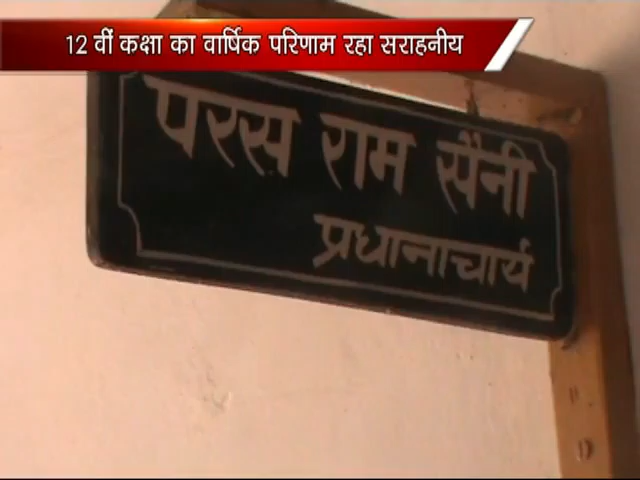 12 वीं कक्षा का वार्षिक परिणाम रहा सराहनीय
परस राम सैनी
प्रधानाचार्य